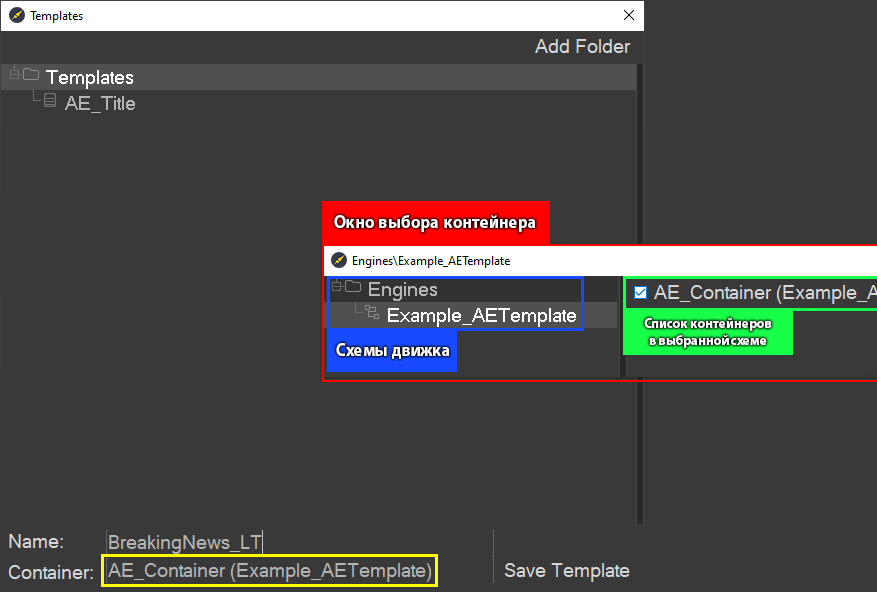 Templates
Add Folder
Templates
AE_Title
Окно выбора контейнера
Engines\Example_AETemplate
Engines
AE_Container (Example_A
Example_AETemplate
Список контейнеров
в выбранной схеме
Схемы движка
Name:
BreakingNews_LT
Container:
AE_Container (Example_AETemplate)
Save Template